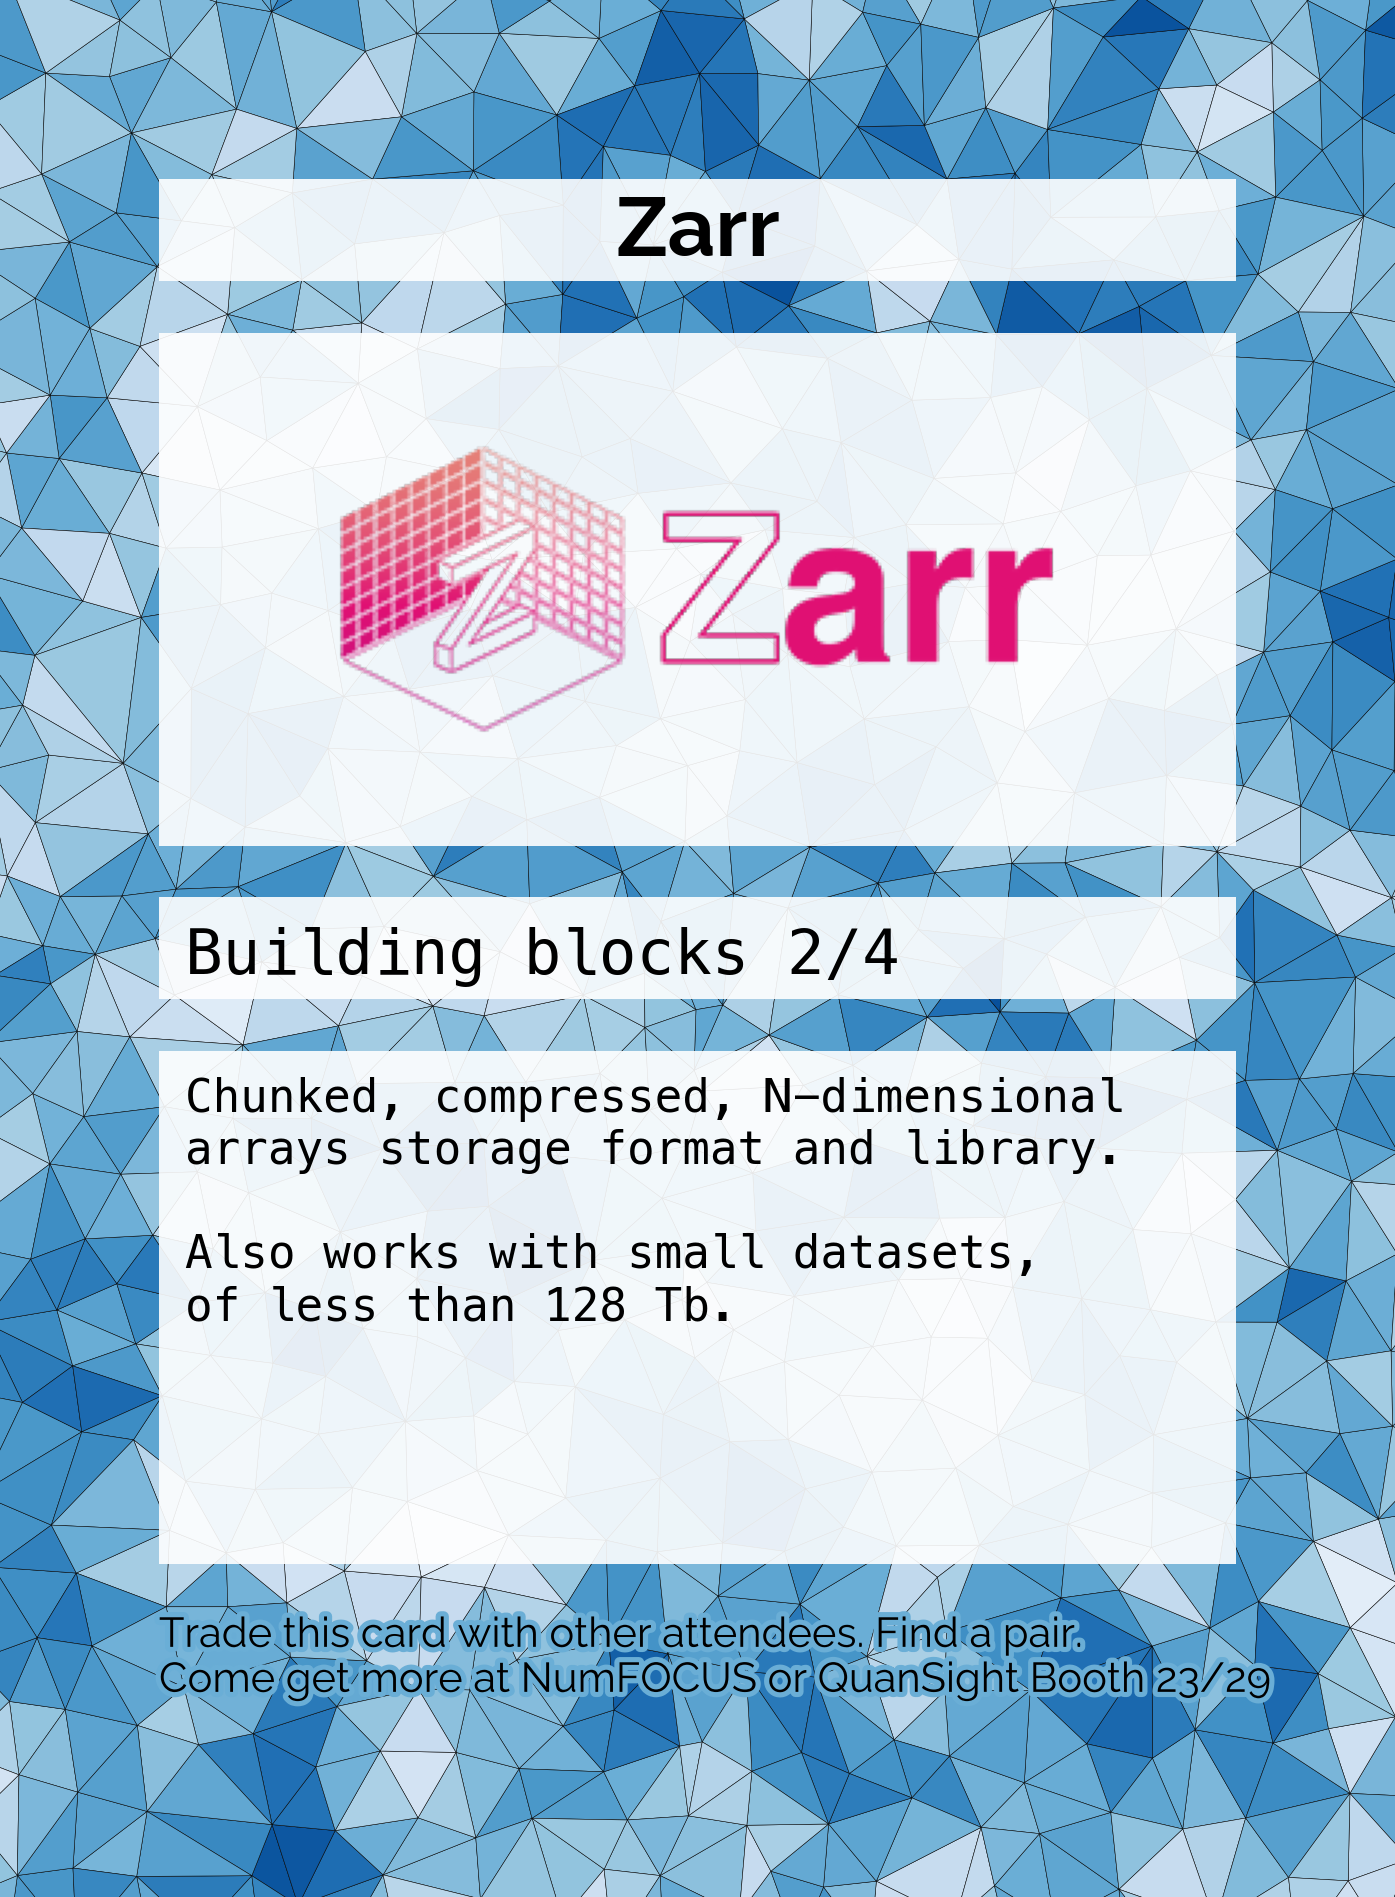 Zarr
Z
Zarr
Building blocks 2/4
Chunked, compressed, N–dimensional
arrays storage format and library.
Also works with small datasets,
of less than 128 Tb.
Trade this card with other attendees. Find a pair.
Come get more at NumFOCUS or QuanSight Booth 23/29